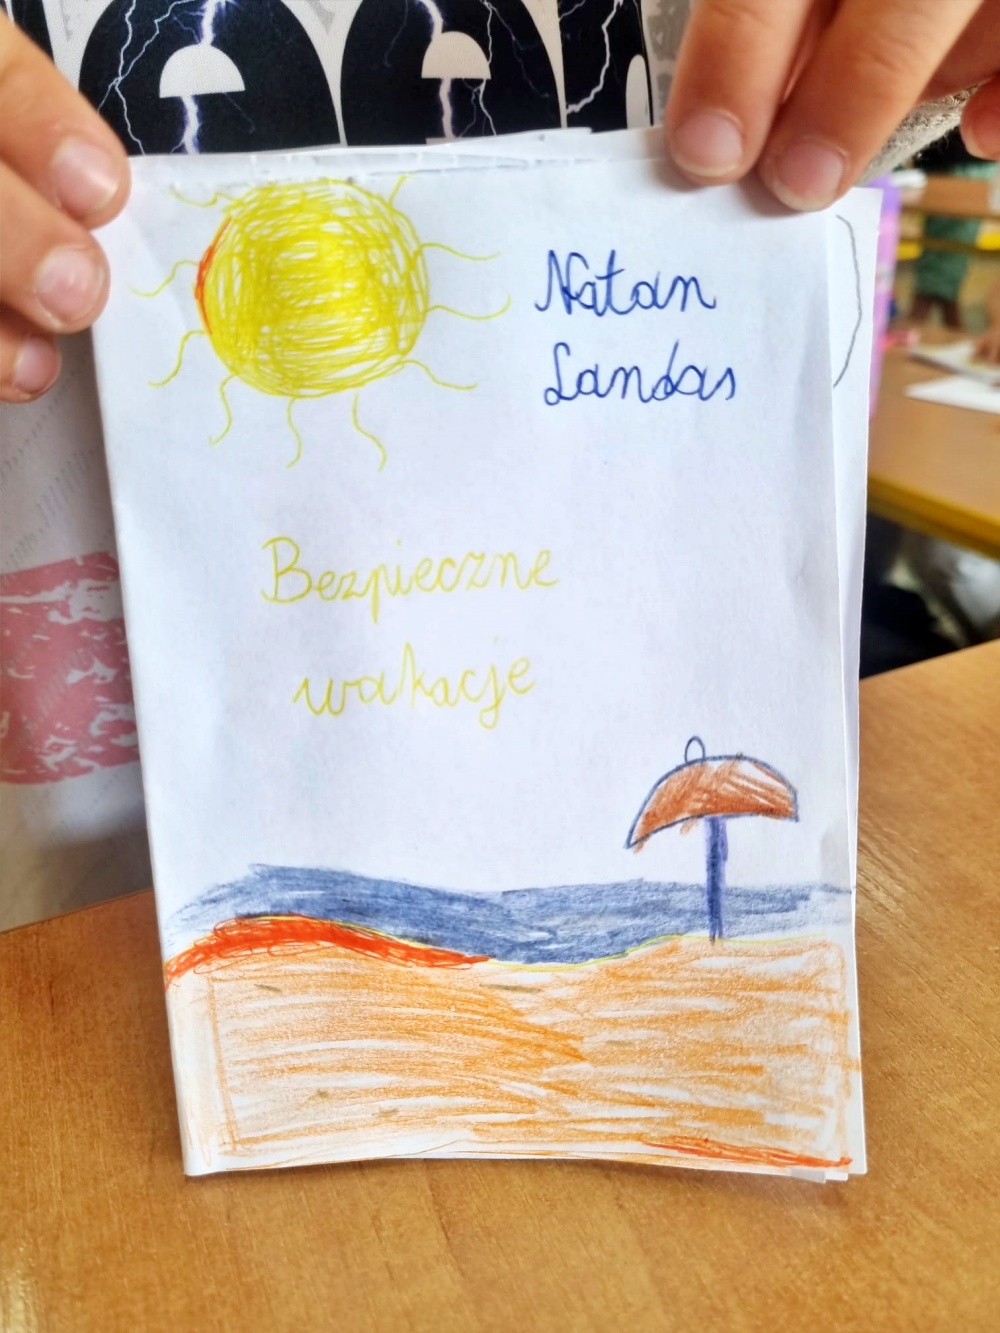 Natan
Landas
Bezpieczne
wakacje